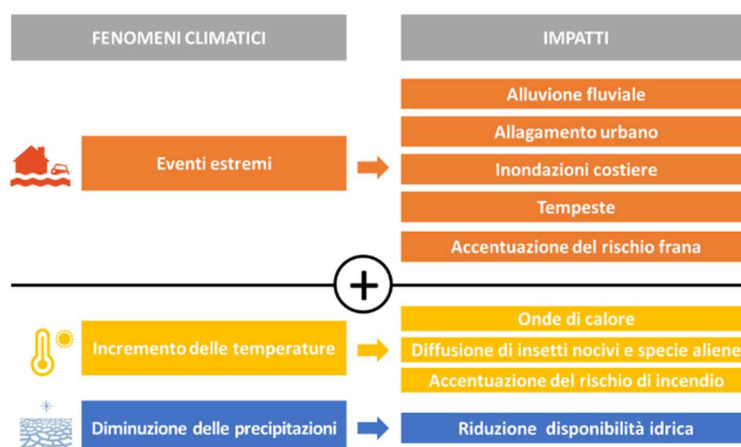 FENOMENI CLIMATICI
IMPATTI
Eventi estremi
Alluvione fluviale
Allagamento urbano
Inondazioni costiere
Tempeste
Accentuazione del rischio frana
+
Incremento delle temperature
Onde di calore
Diffusione di insetti nocivi e specie aliene
Accentuazione del rischio di incendio
Diminuzione delle precipitazioni
Riduzione disponibilità idrica